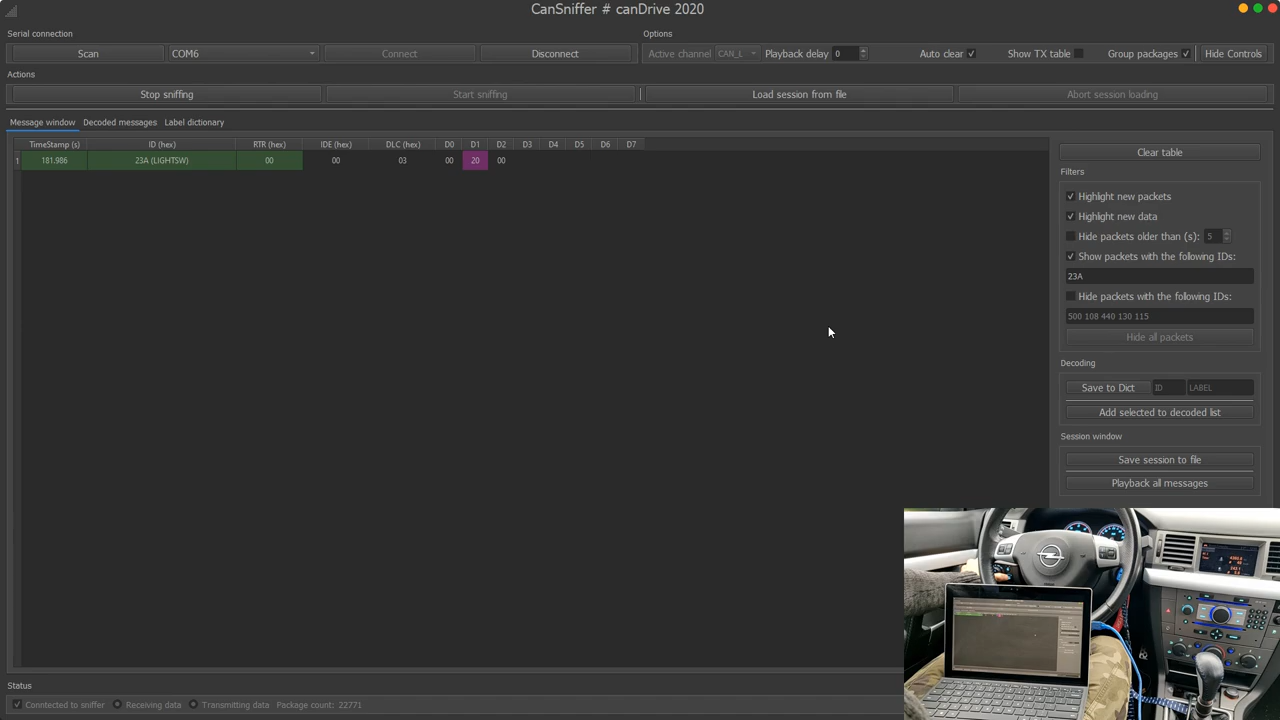 CanSniffer # canDrive 2020
Serial connection
Options
Scan COM6 Connect Disconnect
Active channel CAN_L Playback delay 0 Auto clear Show TX table Group packages Hide Controls
Actions
Stop sniffing Start sniffing Load session from file Abort session loading
Message window Decoded messages Label dictionary
TimeStamp (s) ID (hex) RTR (hex) IDE (hex) DLC (hex) D0 D1 D2 D3 D4 D5 D6 D7
1 181.986 23A (LIGHTSW) 00 00 03 00 20 00
Clear table
Filters
Highlight new packets
Highlight new data
Hide packets older than (s): 5
Show packets with the following IDs:
23A
Hide packets with the following IDs:
500 108 440 130 115
Hide all packets
Decoding
Save to Dict ID LABEL
Add selected to decoded list
Session window
Save session to file
Playback all messages
Status
Cnntected to sniffer Receiving data Transmitting data Package count: 22771